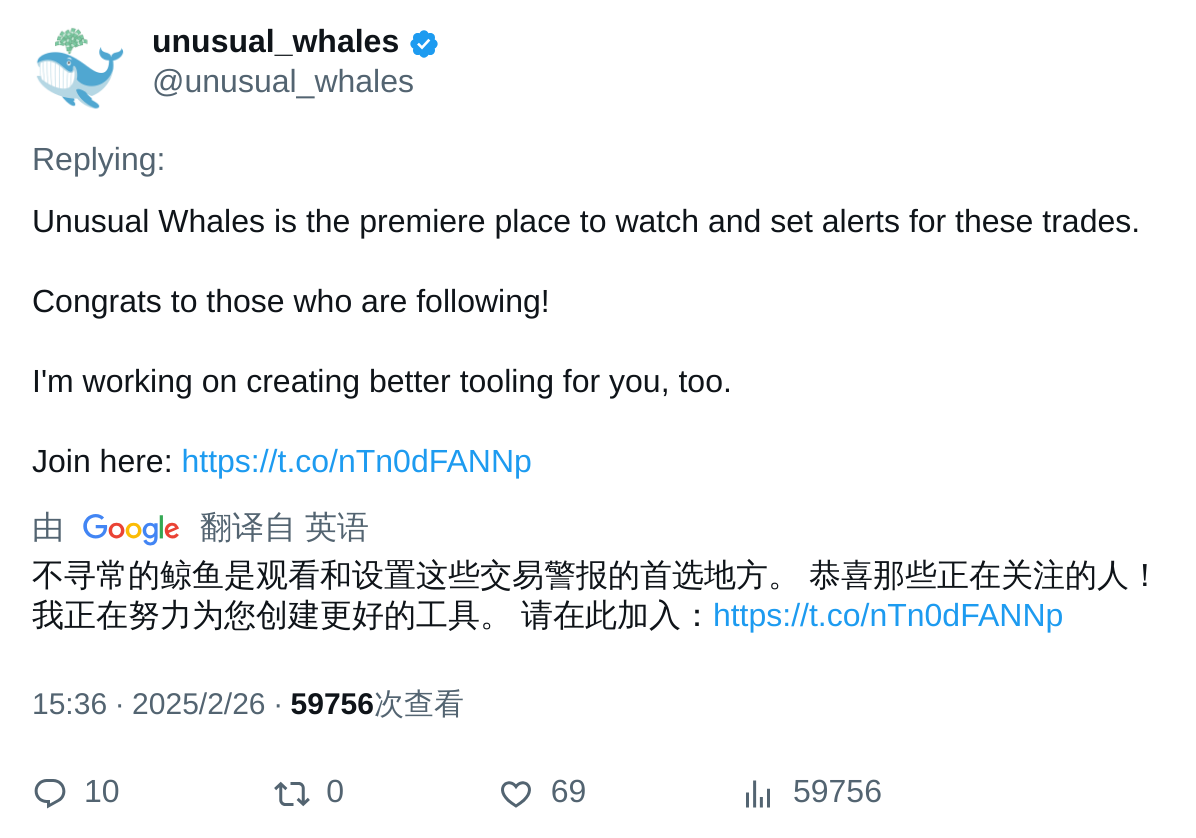 unusual_whales
@unusual_whales
Replying:
Unusual Whales is the premiere place to watch and set alerts for these trades.
Congrats to those who are following!
I'm working on creating better tooling for you, too.
Join here: https://t.co/nTn0dFANNp
由 Google 翻译自 英语
不寻常的鲸鱼是观看和设置这些交易警报的首选地方。 恭喜那些正在关注的人！
我正在努力为您创建更好的工具。 请在此加入：https://t.co/nTn0dFANNp
15:36 · 2025/2/26 · 59756次查看
10 0 69 59756